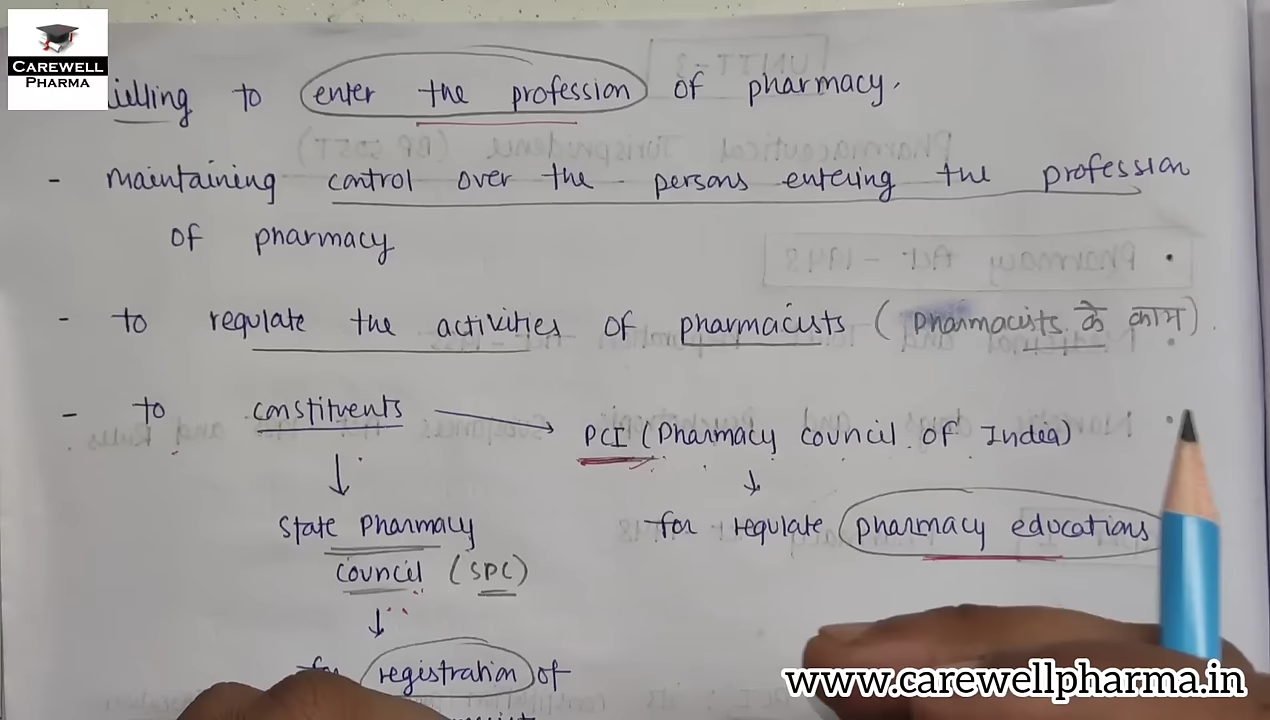 CAREWELL
PHARMA
to enter the profession of pharmacy.
- maintaining control over the persons entering the profession
of pharmacy
- to regulate the activities of pharmacists (pharmacists के काम)
- to constituents → PCI (Pharmacy council of India)
↓ ↓
State Pharmacy for regulate pharmacy educations
council (SPC)
↓
for registration of
www.carewellpharma.in